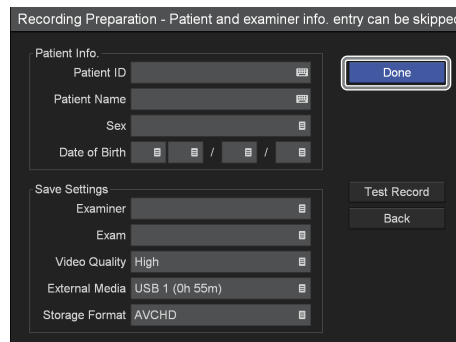 Recording Preparation - Patient and examiner info. entry can be skipped
Patient Info.
Patient ID
Patient Name
Sex
Date of Birth / /
Done
Save Settings
Examiner
Exam
Video Quality High
External Media USB 1 (0h 55m)
Storage Format AVCHD
Test Record
Back